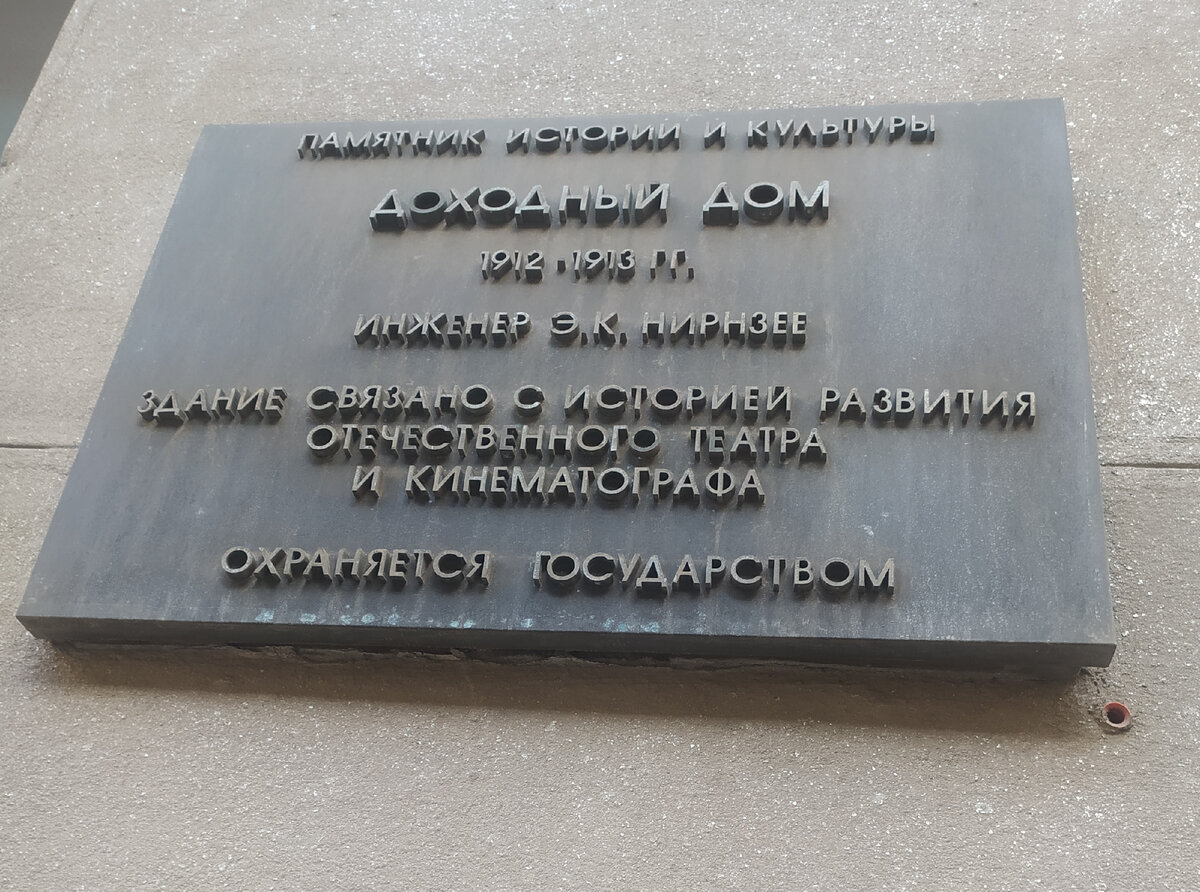 ПАМЯТНИК ИСТОРИИ И КУЛЬТУРЫ
ДОХОДНЫЙ ДОМ
1912-1913 ГГ.
ИНЖЕНЕР Э.К. НИРНЗЕЕ
ЗДАНИЕ СВЯЗАНО С ИСТОРИЕЙ РАЗВИТИЯ
ОТЕЧЕСТВЕННОГО ТЕАТРА
И КИНЕМАТОГРАФА
ОХРАНЯЕТСЯ ГОСУДАРСТВОМ